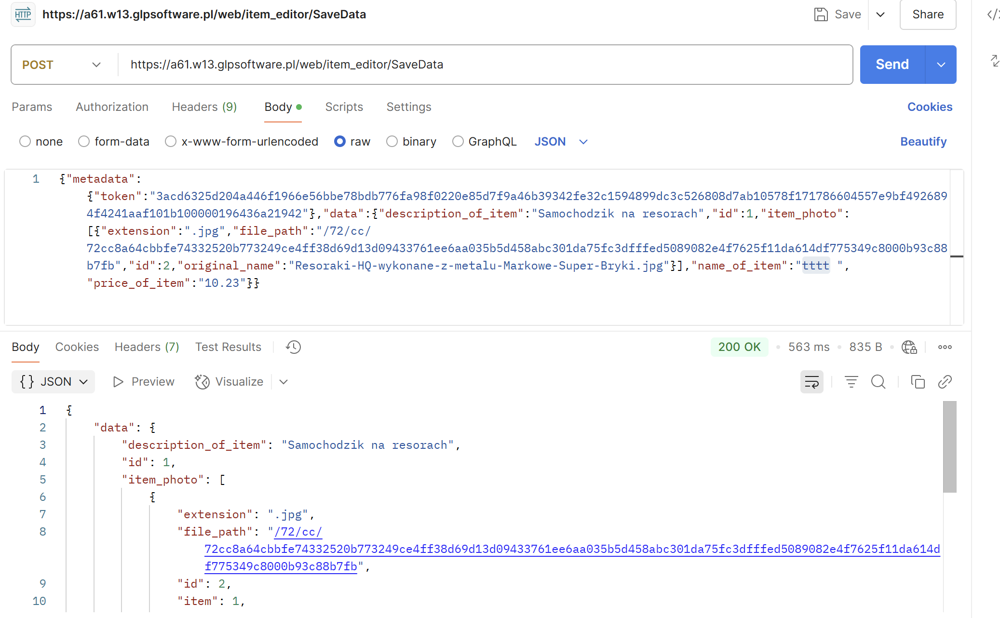 HTTP https://a61.w13.glpsoftware.pl/web/item_editor/SaveData Save Share
POST https://a61.w13.glpsoftware.pl/web/item_editor/SaveData Send
Params Authorization Headers (9) Body Scripts Settings Cookies
none form-data x-www-form-urlencoded raw binary GraphQL JSON Beautify
1 {"metadata":
{"token":"3acd6325d204a446f1966e56bbe78bdb776fa98f0220e85d7f9a46b39342fe32c1594899dc3c526808d7ab10578f171786604557e9bf492689
4f4241aaf101b100000196436a21942"},"data":{"description_of_item":"Samochodzik na resorach","id":1,"item_photo":
[{"extension":".jpg","file_path":"/72/cc/
72cc8a64cbbfe74332520b773249ce4ff38d69d13d09433761ee6aa035b5d458abc301da75fc3dfffed5089082e4f7625f11da614df775349c8000b93c88
b7fb","id":2,"original_name":"Resoraki-HQ-wykonane-z-metalu-Markowe-Super-Bryki.jpg"}],"name_of_item":"tttt ",
"price_of_item":"10.23"}}
Body Cookies Headers (7) Test Results 200 OK • 563 ms • 835 B •
{} JSON Preview Visualize
1 {
2 "data": {
3 "description_of_item": "Samochodzik na resorach",
4 "id": 1,
5 "item_photo": [
6 {
7 "extension": ".jpg",
8 "file_path": "/72/cc/
72cc8a64cbbfe74332520b773249ce4ff38d69d13d09433761ee6aa035b5d458abc301da75fc3dfffed5089082e4f7625f11da614d
f775349c8000b93c88b7fb",
9 "id": 2,
10 "item": 1,